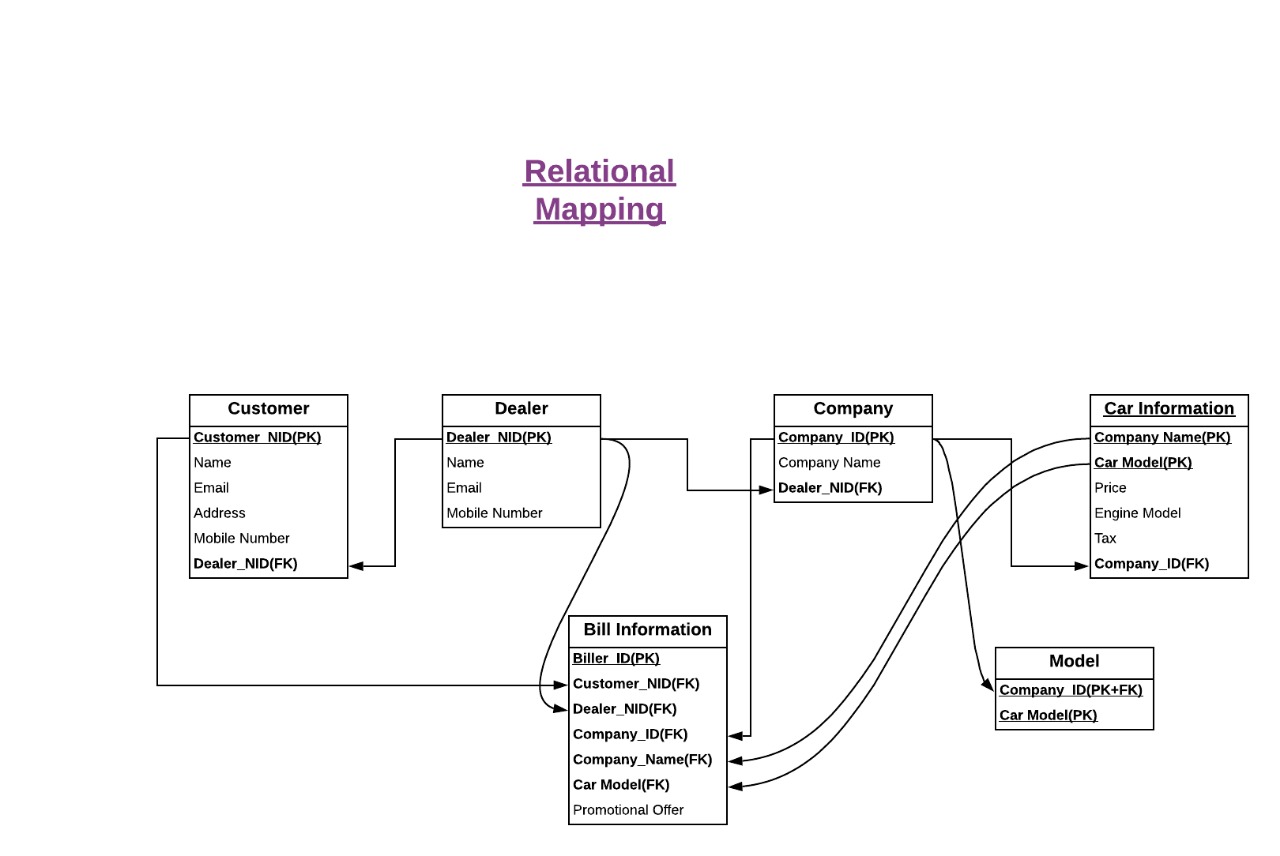 Relational
Mapping
Customer
Customer_NID(PK)
Name
Email
Address
Mobile Number
Dealer_NID(FK)
Dealer
Dealer_NID(PK)
Name
Email
Mobile Number
Company
Company_ID(PK)
Company Name
Dealer_NID(FK)
Car Information
Company Name(PK)
Car Model(PK)
Price
Engine Model
Tax
Company_ID(FK)
Bill Information
Biller_ID(PK)
Customer_NID(FK)
Dealer_NID(FK)
Company_ID(FK)
Company_Name(FK)
Car Model(FK)
Promotional Offer
Model
Company_ID(PK+FK)
Car Model(PK)